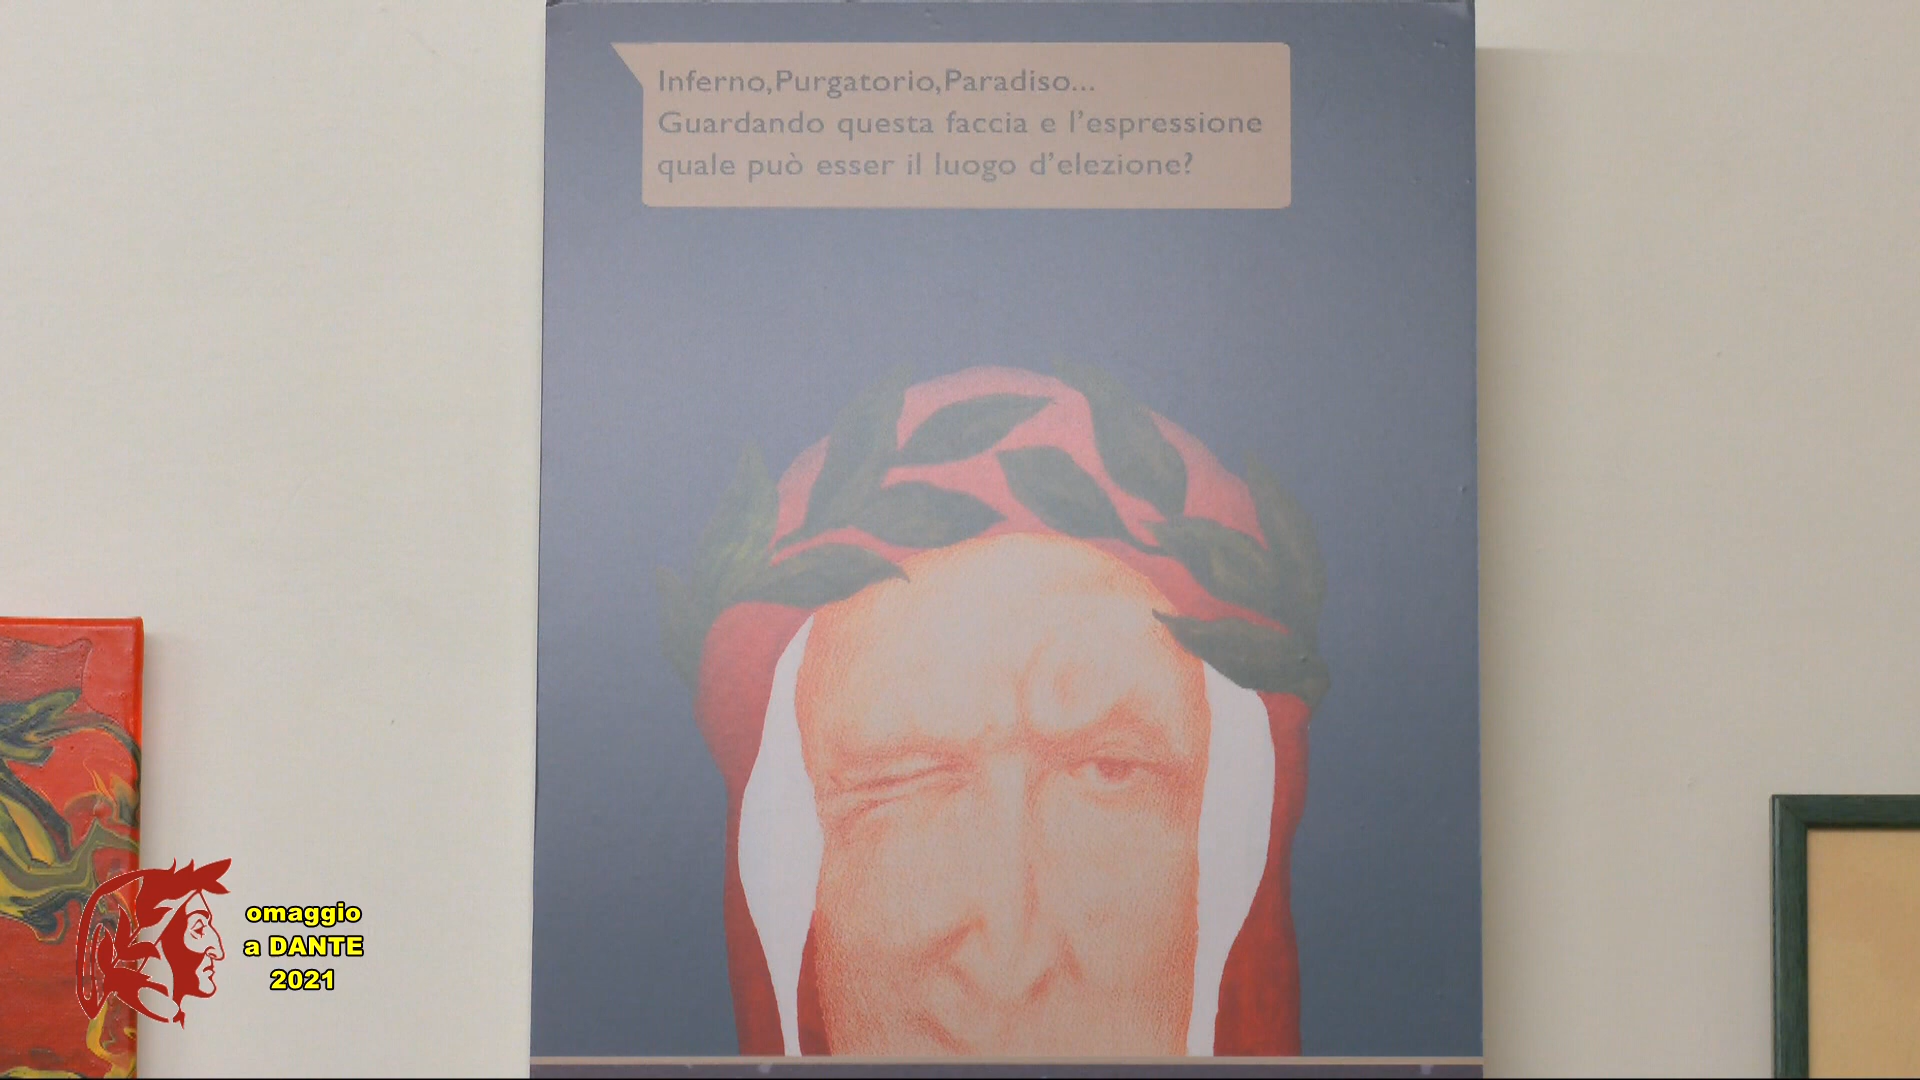 Inferno,Purgatorio,Paradiso...
Guardando questa faccia e l'espressione
quale può esser il luogo d'elezione?
omaggio
a DANTE
2021